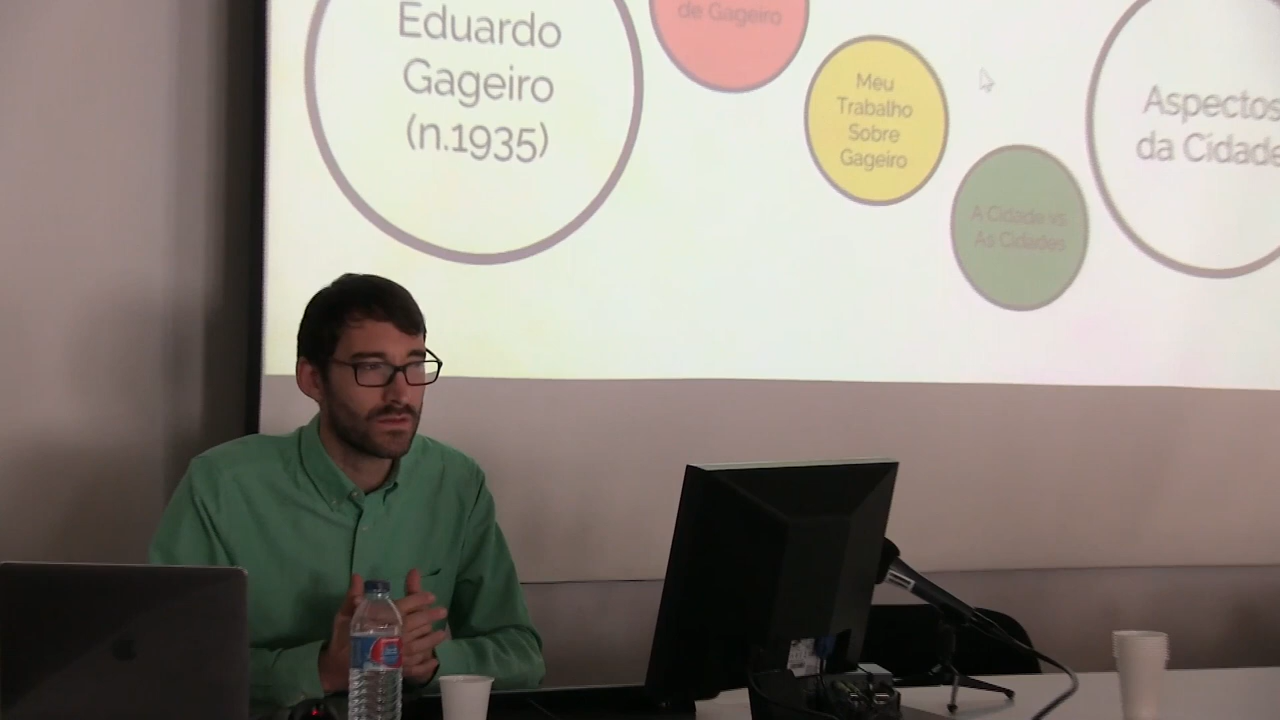 Eduardo
Gageiro
(n.1935)
de Gageiro
Meu
Trabalho
Sobre
Gageiro
A Cidade vs
As Cidades
Aspectos
da Cidade